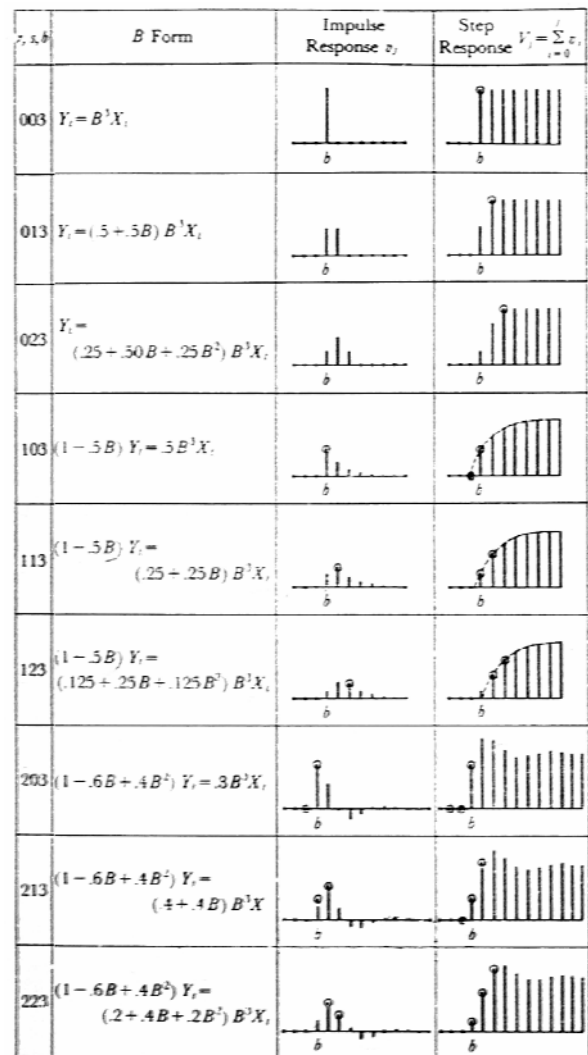 r, s, b
B Form
Impulse
Response v_j
Step
Response V_j = \sum_{i=0}^{j} v_i
003
Y_t = B^3 X_t
b
b
013
Y_t = (.5 + .5B) B^3 X_t
b
b
023
Y_t =
(.25 + .50B + .25B^2) B^3 X_t
b
b
103
(1 - .5B) Y_t = .5B^3 X_t
b
b
113
(1 - .5B) Y_t =
(.25 + .25B) B^3 X_t
b
b
123
(1 - .5B) Y_t =
(.125 + .25B + .125B^2) B^3 X_t
b
b
203
(1 - .6B + .4B^2) Y_t = .8B^3 X_t
b
b
213
(1 - .6B + .4B^2) Y_t =
(.4 + .4B) B^3 X
b
b
223
(1 - .6B + .4B^2) Y_t =
(.2 + .4B + .2B^2) B^3 X_t
b
b